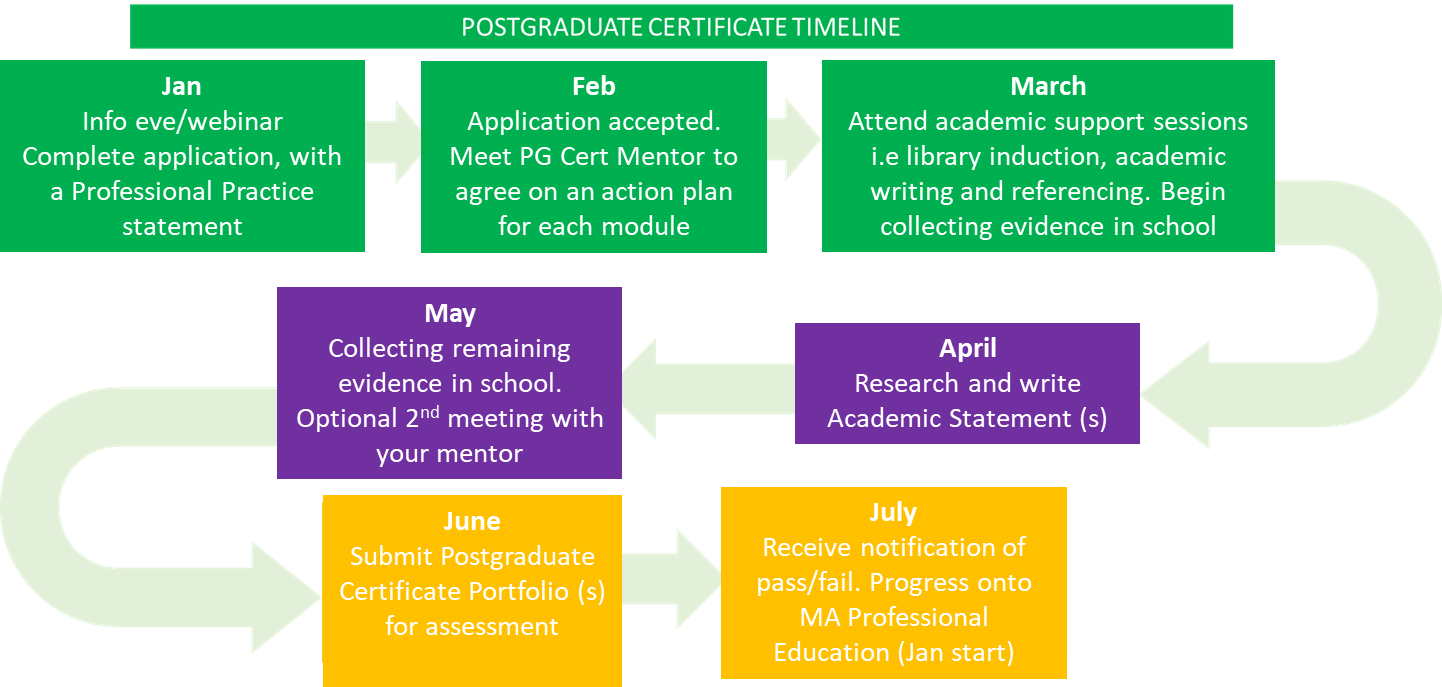 POSTGRADUATE CERTIFICATE TIMELINE
Jan
Info eve/webinar
Complete application, with
a Professional Practice
statement
Feb
Application accepted.
Meet PG Cert Mentor to
agree on an action plan
for each module
March
Attend academic support sessions
i.e library induction, academic
writing and referencing. Begin
collecting evidence in school
April
Research and write
Academic Statement (s)
May
Collecting remaining
evidence in school.
Optional 2nd meeting with
your mentor
June
Submit Postgraduate
Certificate Portfolio (s)
for assessment
July
Receive notification of
pass/fail. Progress onto
MA Professional
Education (Jan start)